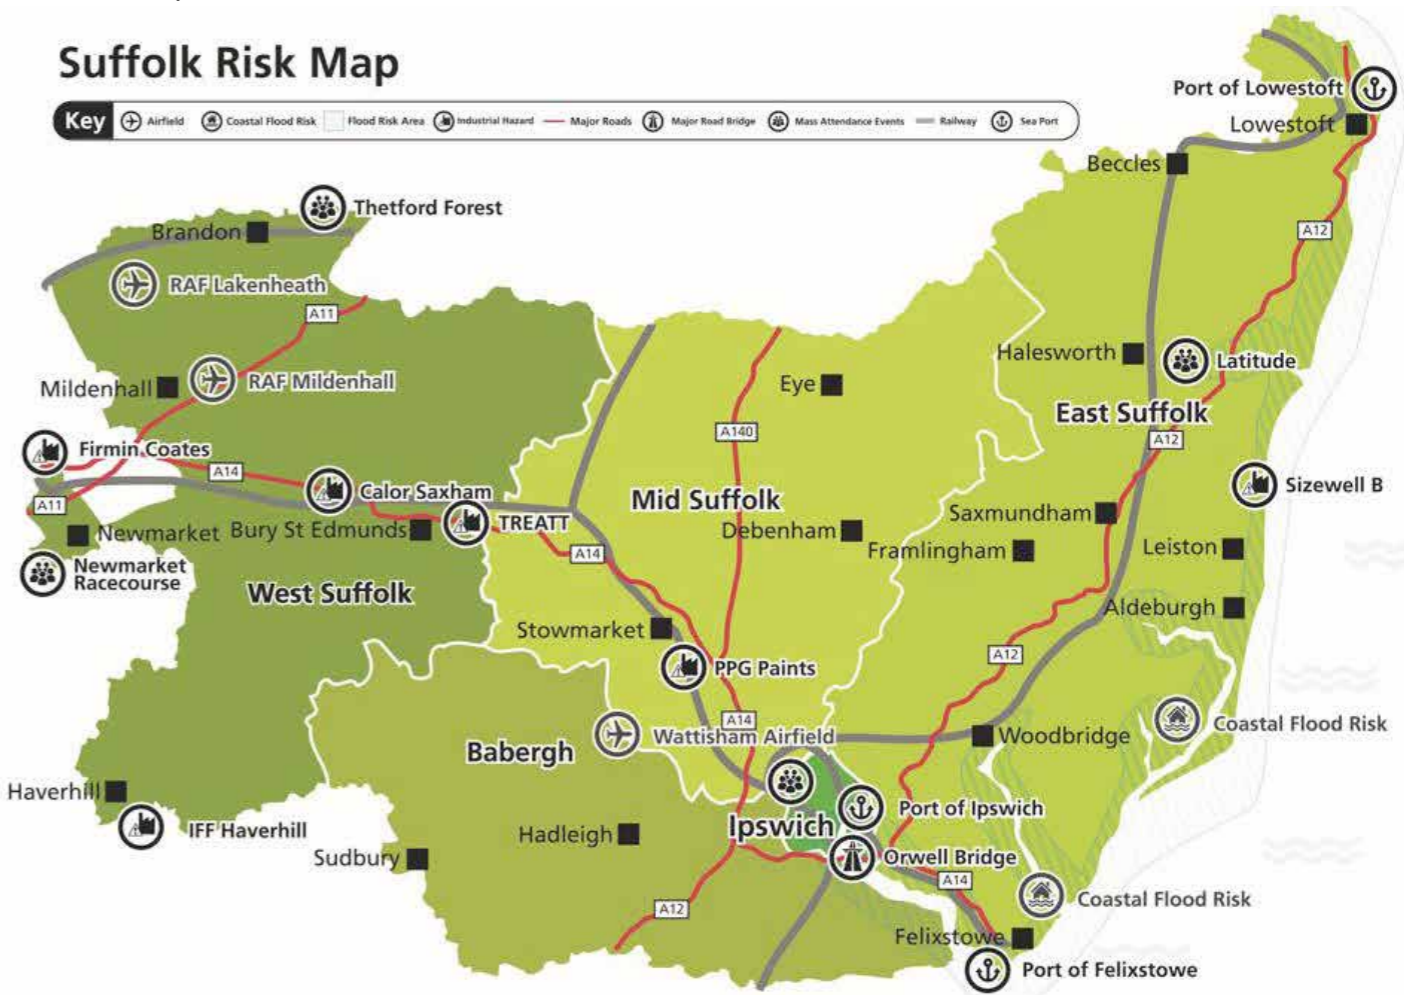 Suffolk Risk Map
Key
Airfield
Coastal Flood Risk
Flood Risk Area
Industrial Hazard
Major Roads
Major Road Bridge
Mass Attendance Events
Railway
Sea Port
Port of Lowestoft
Lowestoft
Beccles
Thetford Forest
Brandon
A12
RAF Lakenheath
A11
Halesworth
Latitude
RAF Mildenhall
Mildenhall
Eye
East Suffolk
A140
A12
Firmin Coates
A14
Calor Saxham
Mid Suffolk
Sizewell B
A11
TREATT
Saxmundham
Newmarket
Bury St Edmunds
Debenham
Framlingham
Leiston
A14
Newmarket
Racecourse
West Suffolk
Aldeburgh
Stowmarket
A12
PPG Paints
A14
Coastal Flood Risk
Wattisham Airfield
Woodbridge
Babergh
Haverhill
Port of Ipswich
IFF Haverhill
Ipswich
Hadleigh
Sudbury
Orwell Bridge
A14
Coastal Flood Risk
A12
Felixstowe
Port of Felixstowe